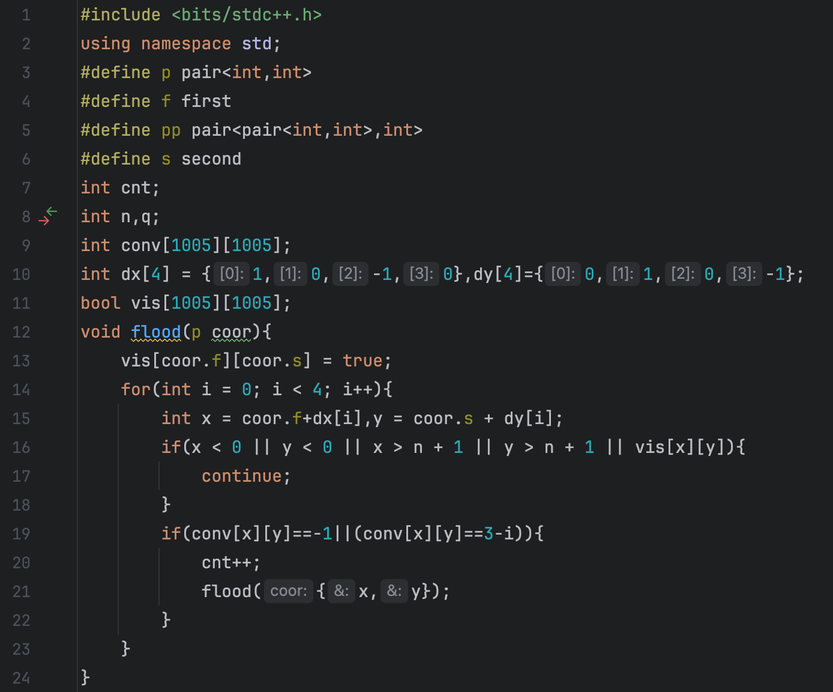 1 #include <bits/stdc++.h>
2 using namespace std;
3 #define p pair<int,int>
4 #define f first
5 #define pp pair<pair<int,int>,int>
6 #define s second
7 int cnt;
8 int n,q;
9 int conv[1005][1005];
10 int dx[4] = {[0]: 1,[1]: 0,[2]: -1,[3]: 0},dy[4]={[0]: 0,[1]: 1,[2]: 0,[3]: -1};
11 bool vis[1005][1005];
12 void flood(p coor){
13     vis[coor.f][coor.s] = true;
14     for(int i = 0; i < 4; i++){
15         int x = coor.f+dx[i],y = coor.s + dy[i];
16         if(x < 0 || y < 0 || x > n + 1 || y > n + 1 || vis[x][y]){
17             continue;
18         }
19         if(conv[x][y]==-1||(conv[x][y]==3-i)){
20             cnt++;
21             flood(coor: {&: x,&: y});
22         }
23     }
24 }